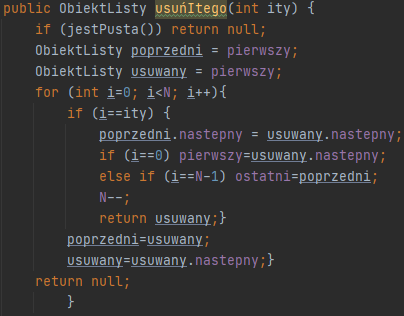 public ObiektListy usuńItego(int ity) {
if (jestPusta()) return null;
ObiektListy poprzedni = pierwszy;
ObiektListy usuwany = pierwszy;
for (int i=0; i<N; i++){
if (i==ity) {
poprzedni.nastepny = usuwany.nastepny;
if (i==0) pierwszy=usuwany.nastepny;
else if (i==N-1) ostatni=poprzedni;
N--;
return usuwany;}
poprzedni=usuwany;
usuwany=usuwany.nastepny;}
return null;
}